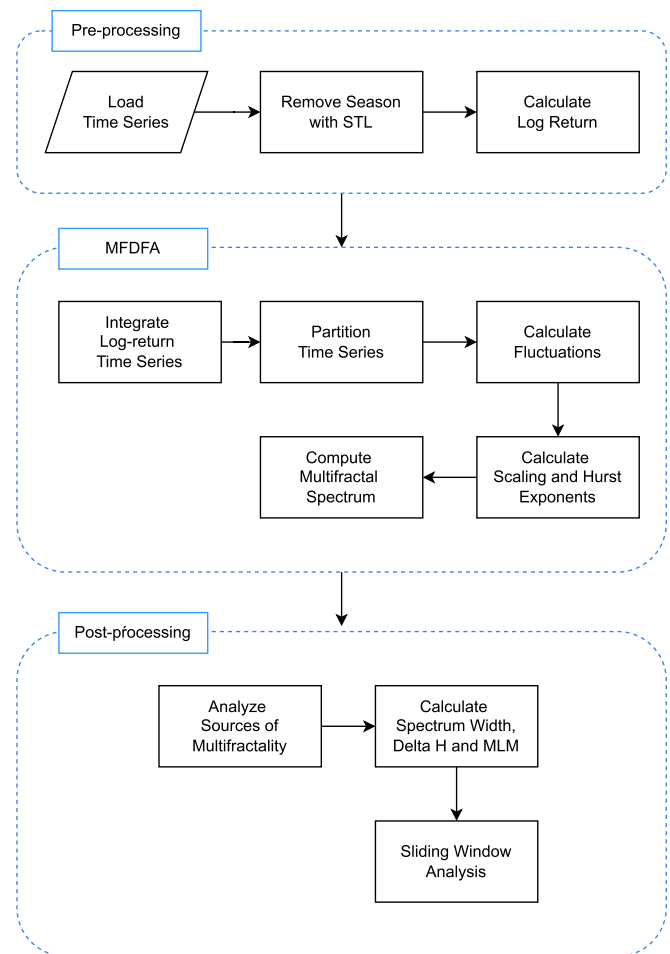 Pre-processing
Load
Time Series
Remove Season
with STL
Calculate
Log Return
MFDFA
Integrate
Log-return
Time Series
Partition
Time Series
Calculate
Fluctuations
Compute
Multifractal
Spectrum
Calculate
Scaling and Hurst
Exponents
Post-processing
Analyze
Sources of
Multifractality
Calculate
Spectrum Width,
Delta H and MLM
Sliding Window
Analysis